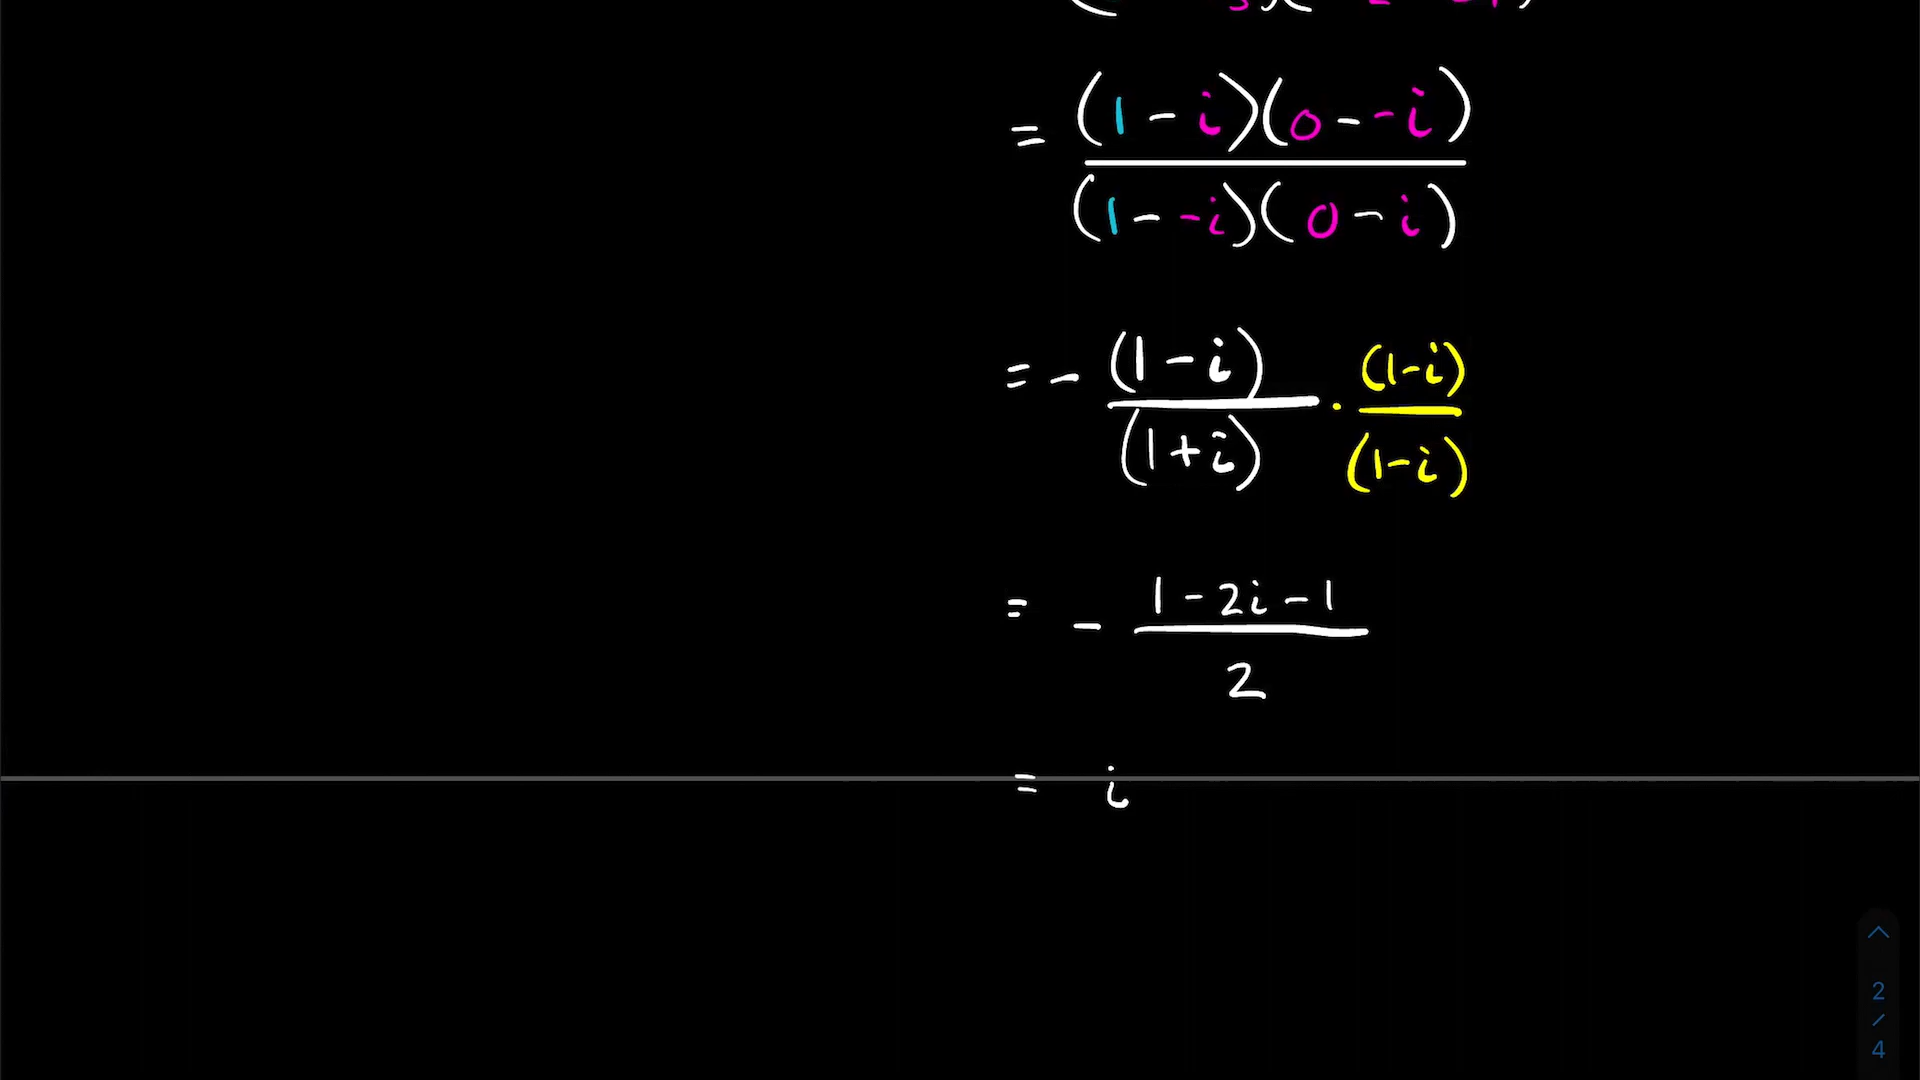 = (1 - i)(0 - -i)
(1 - -i)(0 - i)
= - (1 - i) · (1-i)
(1 + i) (1-i)
= - 1 - 2i - 1
2
= i
2
/
4